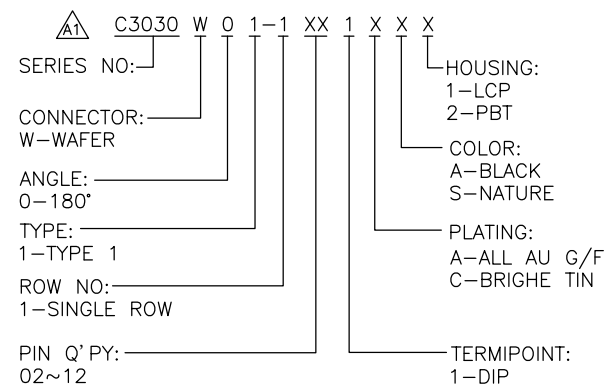 A1 C3030 W 0 1-1 XX 1 X X X
SERIES NO:
CONNECTOR:
W-WAFER
ANGLE:
0-180°
TYPE:
1-TYPE 1
ROW NO:
1-SINGLE ROW
PIN Q'PY:
02~12
HOUSING:
1-LCP
2-PBT
COLOR:
A-BLACK
S-NATURE
PLATING:
A-ALL AU G/F
C-BRIGHE TIN
TERMIPOINT:
1-DIP